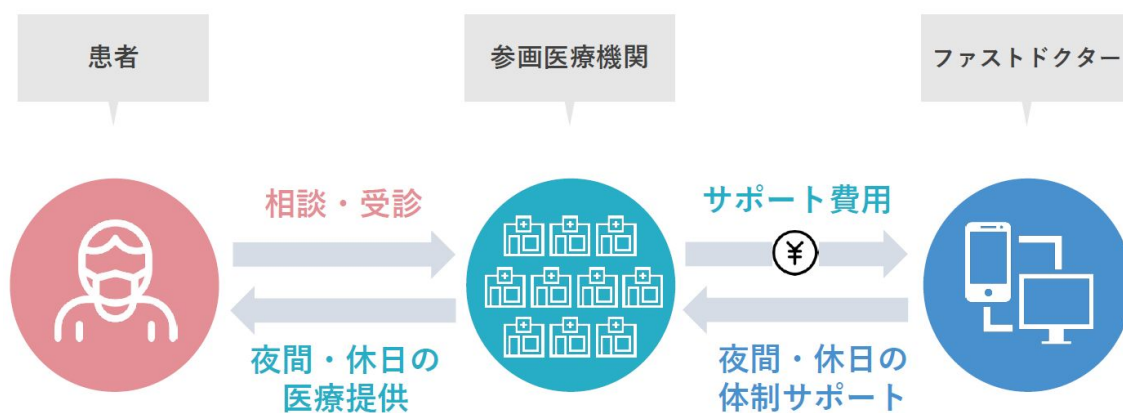 患者
参画医療機関
ファストドクター
相談・受診
サポート費用
¥
夜間・休日の
医療提供
夜間・休日の
体制サポート